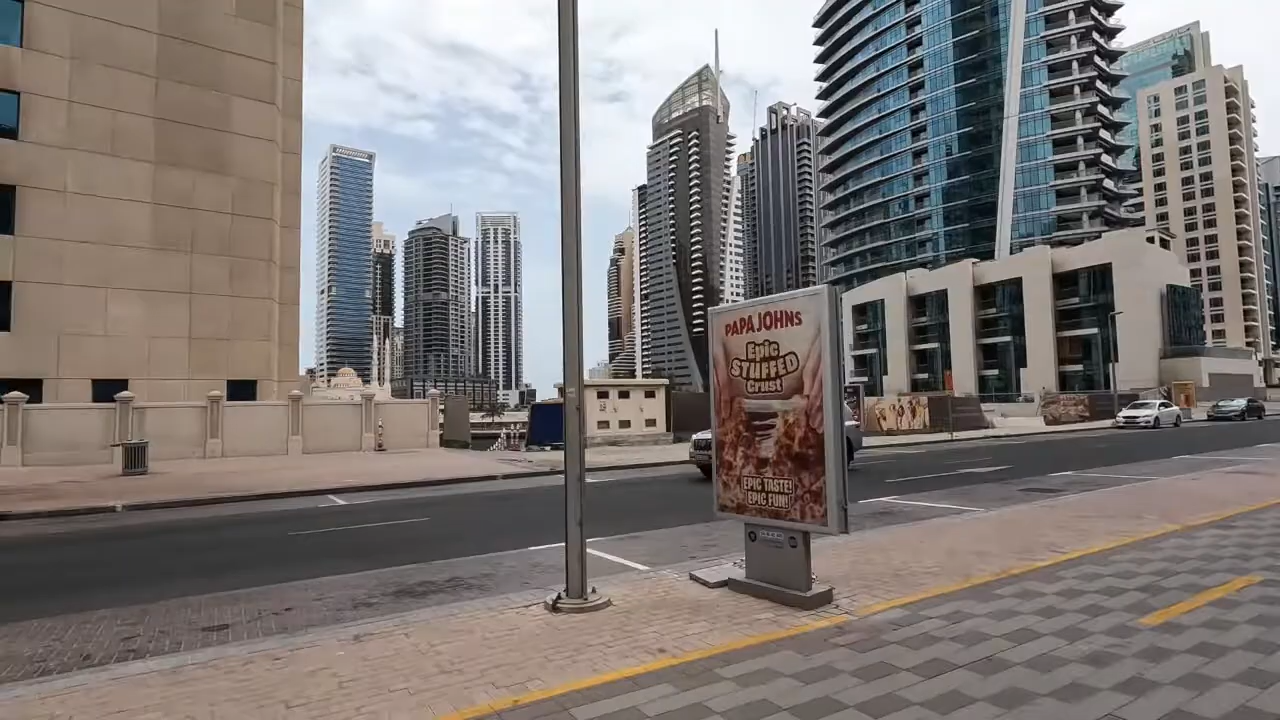 PAPA JOHNS
Epic
STUFFED
Crust
EPIC TASTE!
EPIC FUN!